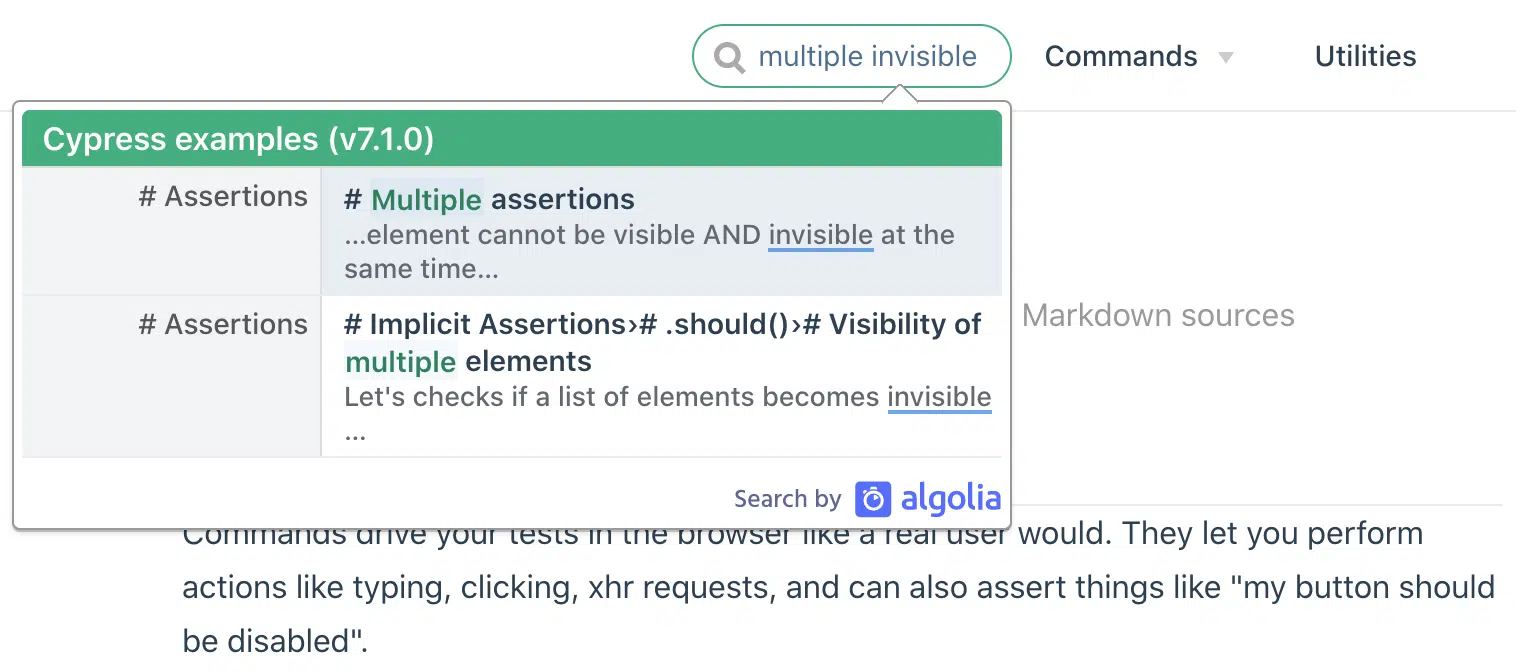 multiple invisible
Commands
Utilities
Cypress examples (v7.1.0)
# Assertions
# Multiple assertions
...element cannot be visible AND invisible at the
same time...
# Assertions
# Implicit Assertions›# .should()›# Visibility of
multiple elements
Let's checks if a list of elements becomes invisible
...
Markdown sources
Search by algolia
Commands drive your tests in the browser like a real user would. They let you perform
actions like typing, clicking, xhr requests, and can also assert things like "my button should
be disabled".